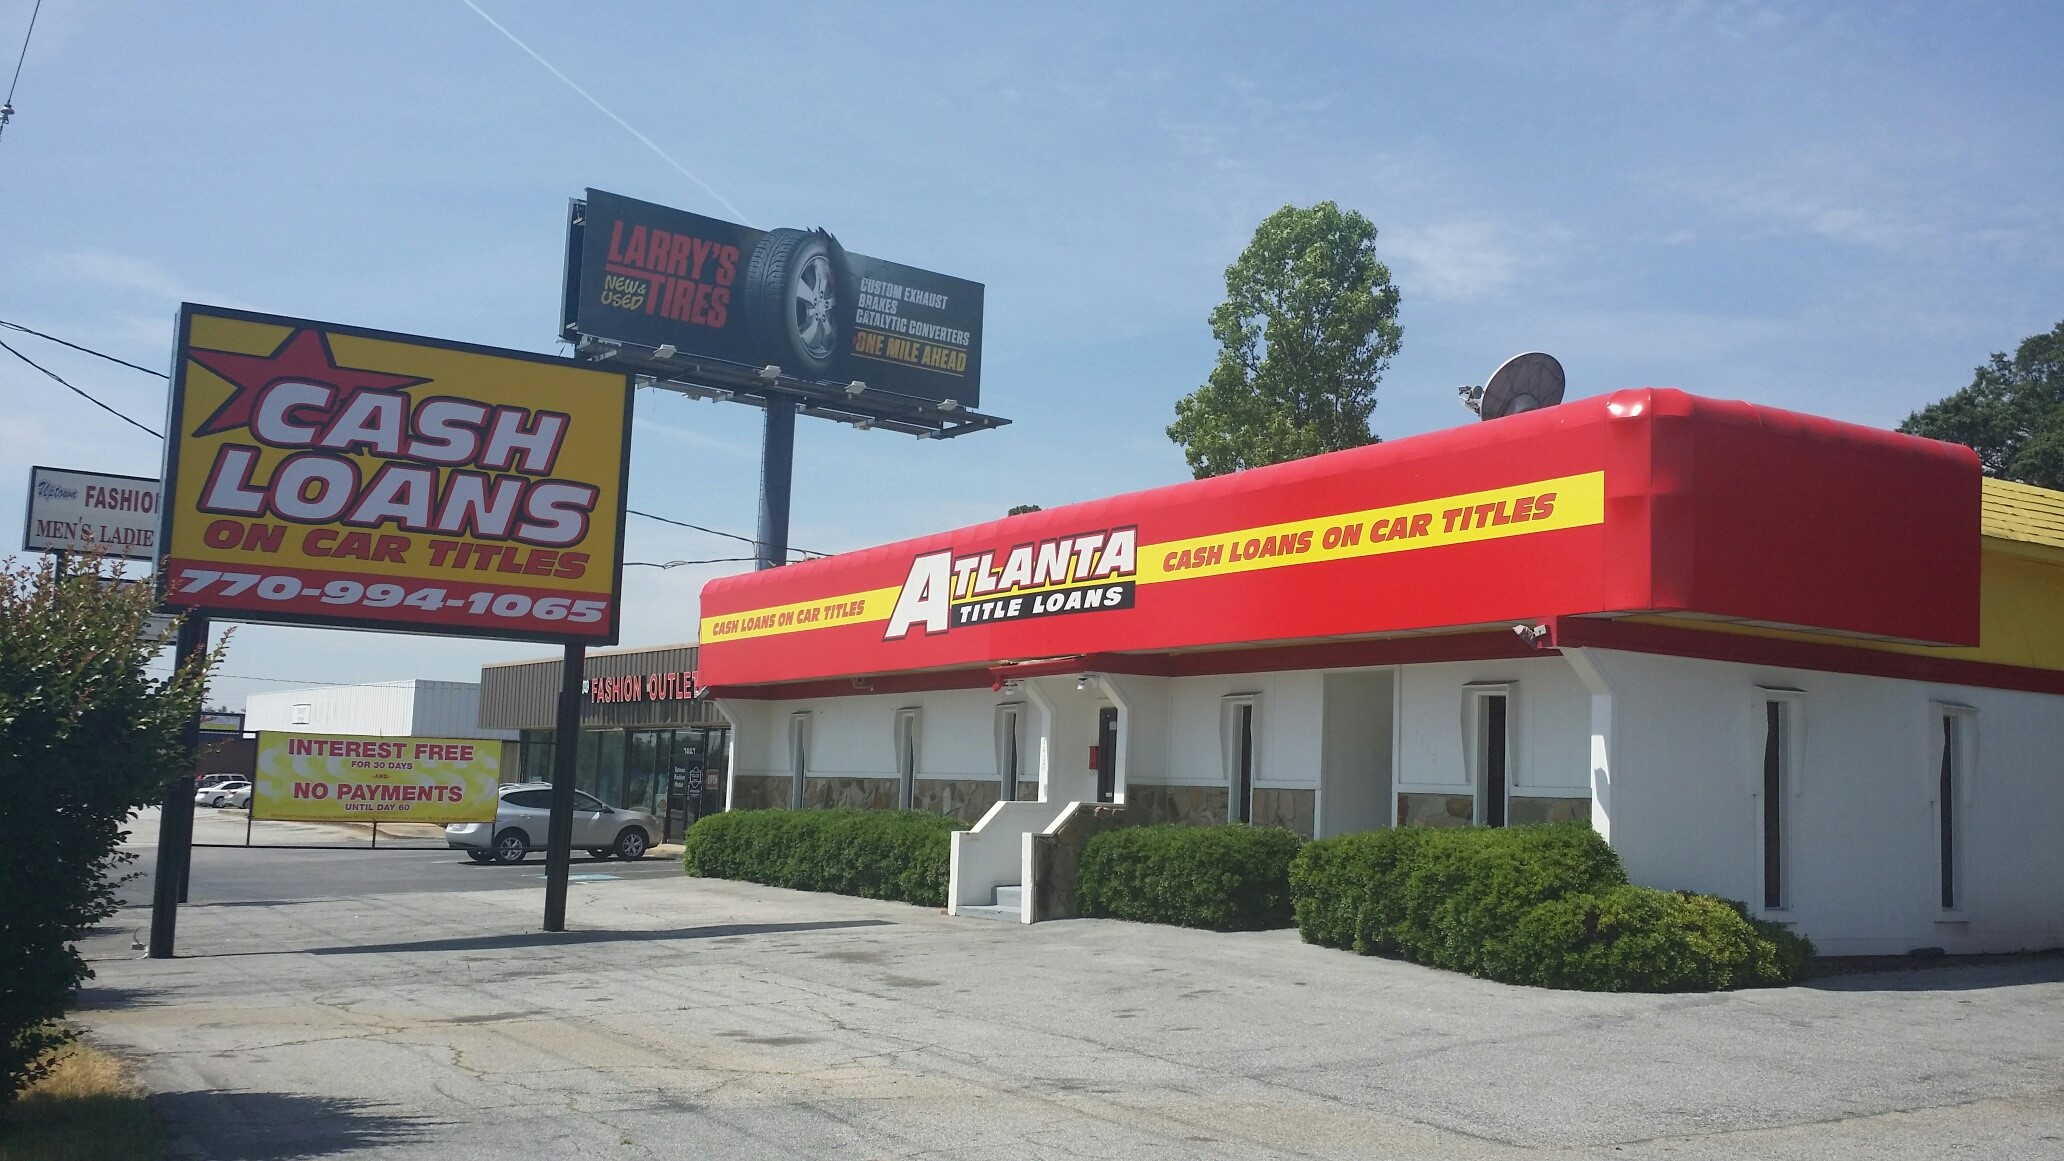 LARRY'S
NEW &
USED
TIRES
CUSTOM EXHAUST
BRAKES
CATALYTIC CONVERTERS
ONE MILE AHEAD
CASH
LOANS
ON CAR TITLES
770-994-1065
Uptown FASHIO
MEN'S, LADIE
CASH LOANS ON CAR TITLES
ATLANTA
TITLE LOANS
CASH LOANS ON CAR TITLES
FASHION OUTLET
INTEREST FREE
FOR 30 DAYS
-AND-
NO PAYMENTS
UNTIL DAY 60
OPEN